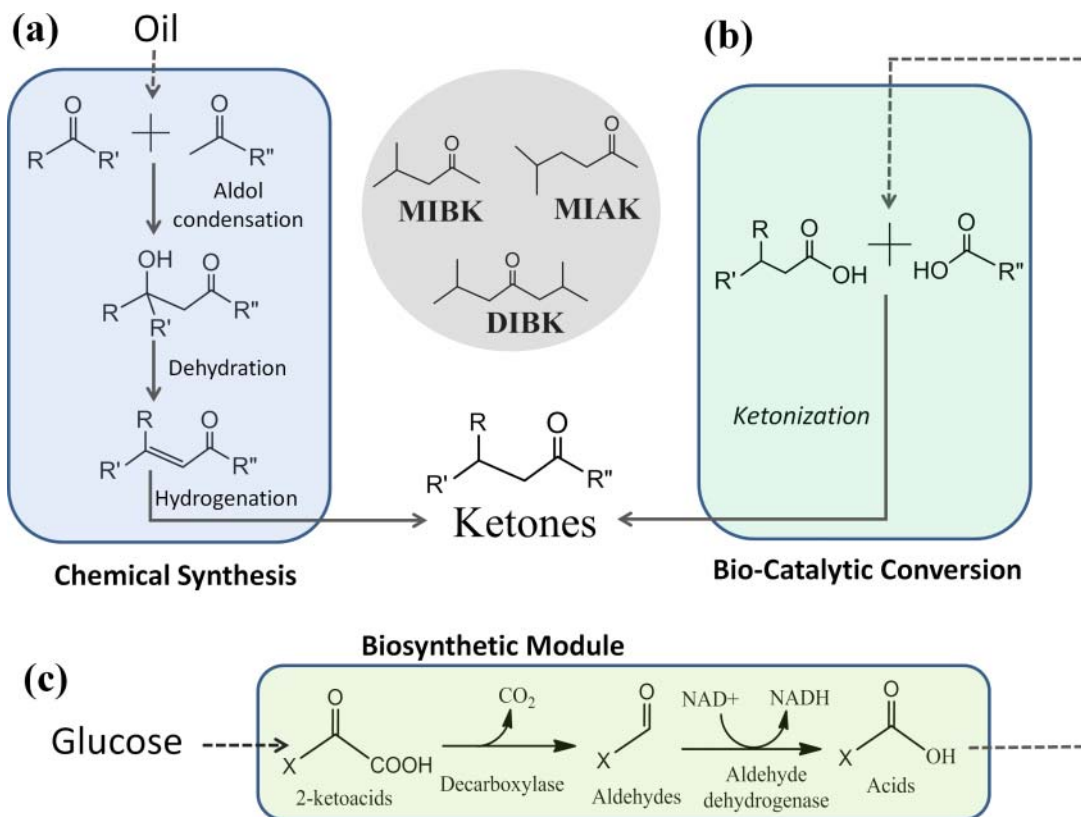 (a)
Oil
O
R
R'
O
R"
Aldol
condensation
OH
O
R
R'
R"
Dehydration
R
O
R'
R"
Hydrogenation
Chemical Synthesis
O
MIBK
O
MIAK
O
DIBK
R
O
R'
R"
Ketones
(b)
R
O
R'
OH
O
HO
R"
Ketonization
Bio-Catalytic Conversion
Biosynthetic Module
(c)
Glucose
O
X
COOH
2-ketoacids
CO2
Decarboxylase
O
X
Aldehydes
NAD+ NADH
Aldehyde
dehydrogenase
O
X
OH
Acids